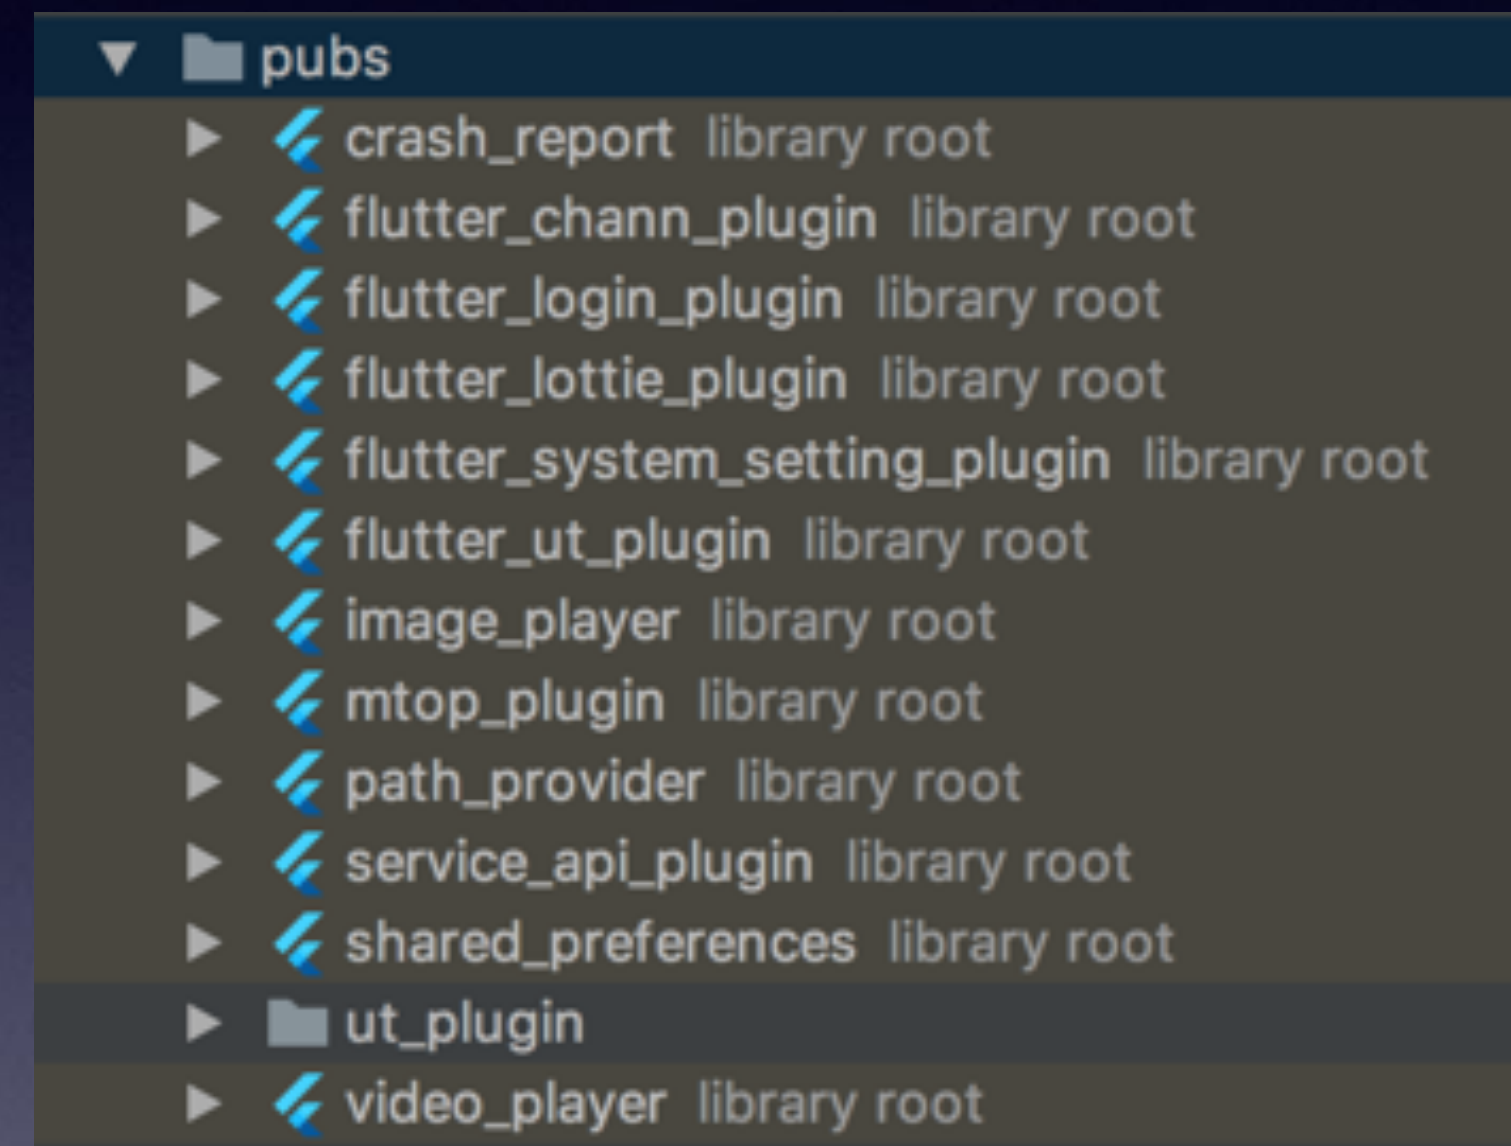 pubs
crash_report library root
flutter_chann_plugin library root
flutter_login_plugin library root
flutter_lottie_plugin library root
flutter_system_setting_plugin library root
flutter_ut_plugin library root
image_player library root
mtop_plugin library root
path_provider library root
service_api_plugin library root
shared_preferences library root
ut_plugin
video_player library root